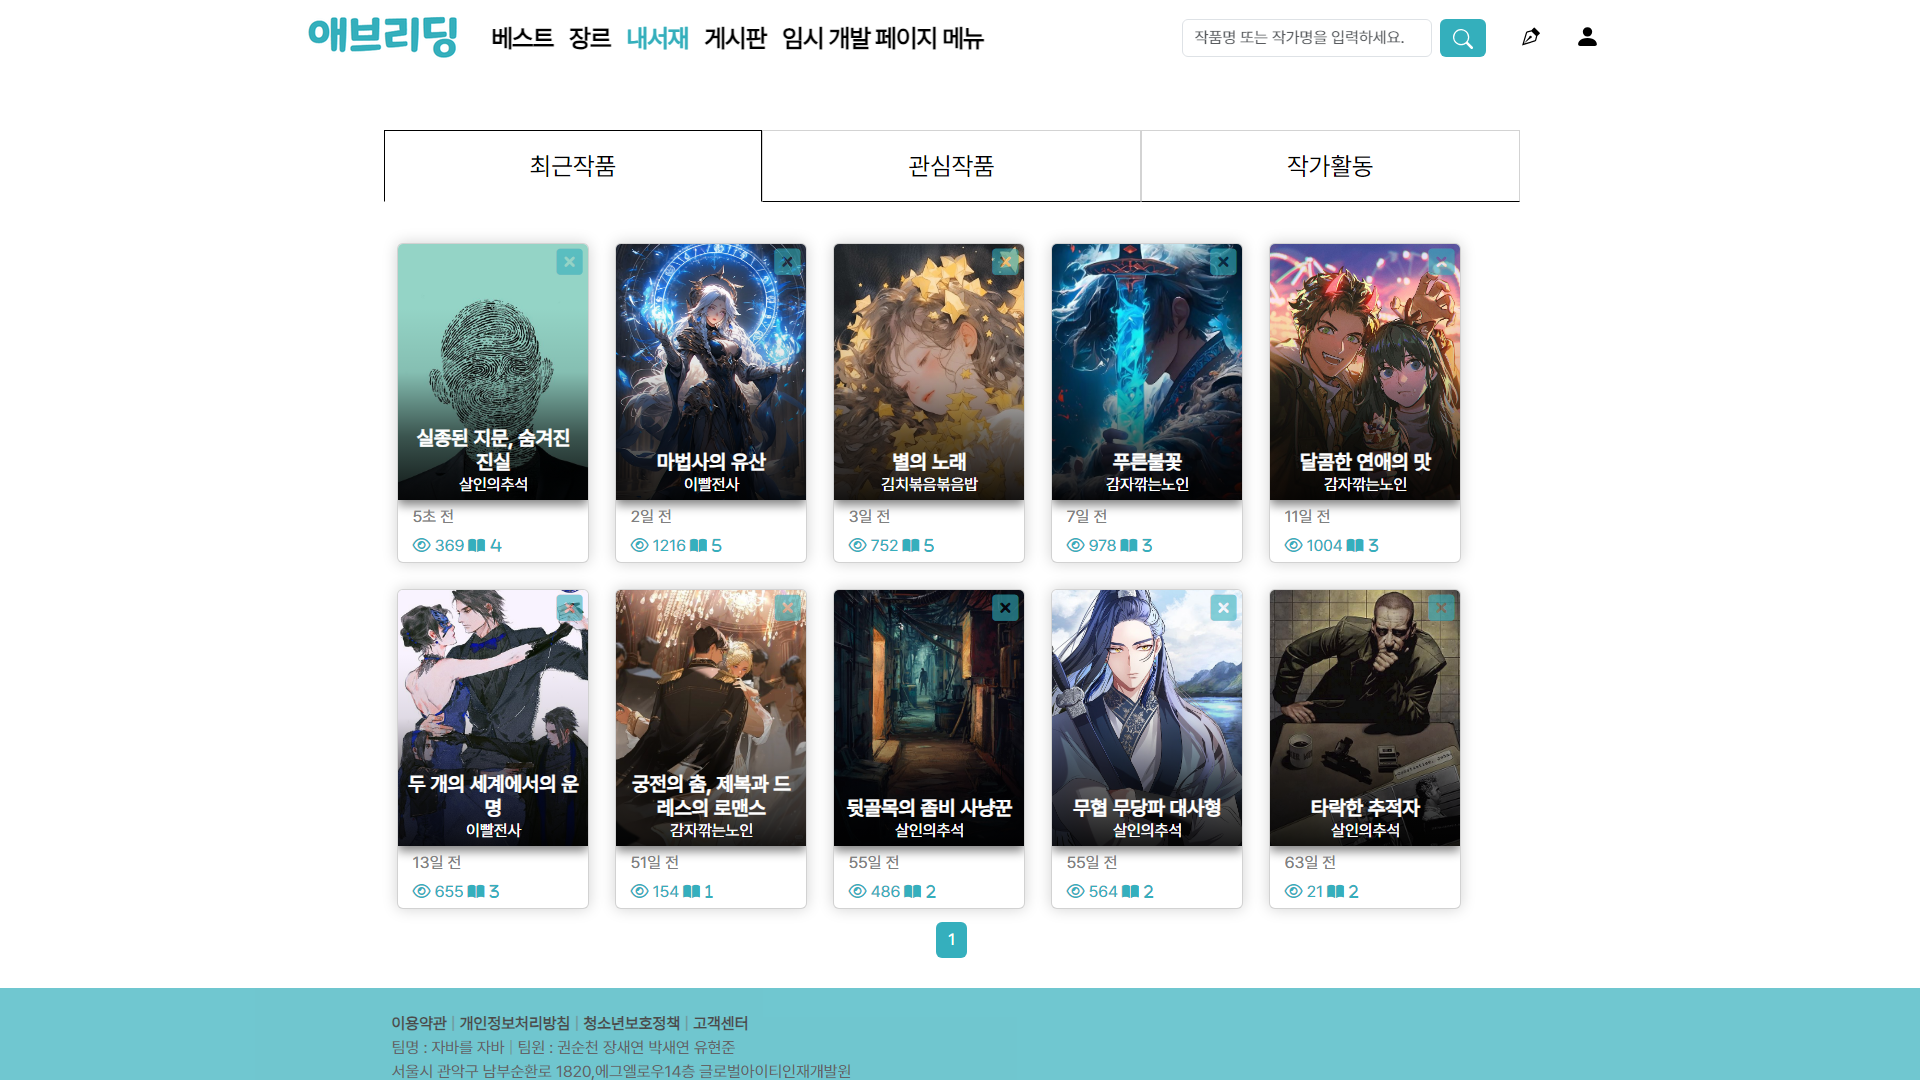 애브리딩 베스트 장르 내서재 게시판 임시 개발 페이지 메뉴 작품명 또는 작가명을 입력하세요.
최근작품 관심작품 작가활동
실종된 지문, 숨겨진
진실
살인의추석
5초 전
369 4
마법사의 유산
이빨전사
2일 전
1216 5
별의 노래
김치볶음볶음밥
3일 전
752 5
푸른불꽃
감자깎는노인
7일 전
978 3
달콤한 연애의 맛
감자깎는노인
11일 전
1004 3
두 개의 세계에서의 운
명
이빨전사
13일 전
655 3
궁전의 춤, 제복과 드
레스의 로맨스
감자깎는노인
51일 전
154 1
뒷골목의 좀비 사냥꾼
살인의추석
55일 전
486 2
무협 무당파 대사형
살인의추석
55일 전
564 2
타락한 추적자
살인의추석
63일 전
21 2
1
이용약관 | 개인정보처리방침 | 청소년보호정책 | 고객센터
팀명 : 자바를 자바 | 팀원 : 권순천 장새연 박새연 유현준
서울시 관악구 남부순환로 1820,에그엘로우14층 글로벌아이티인재개발원